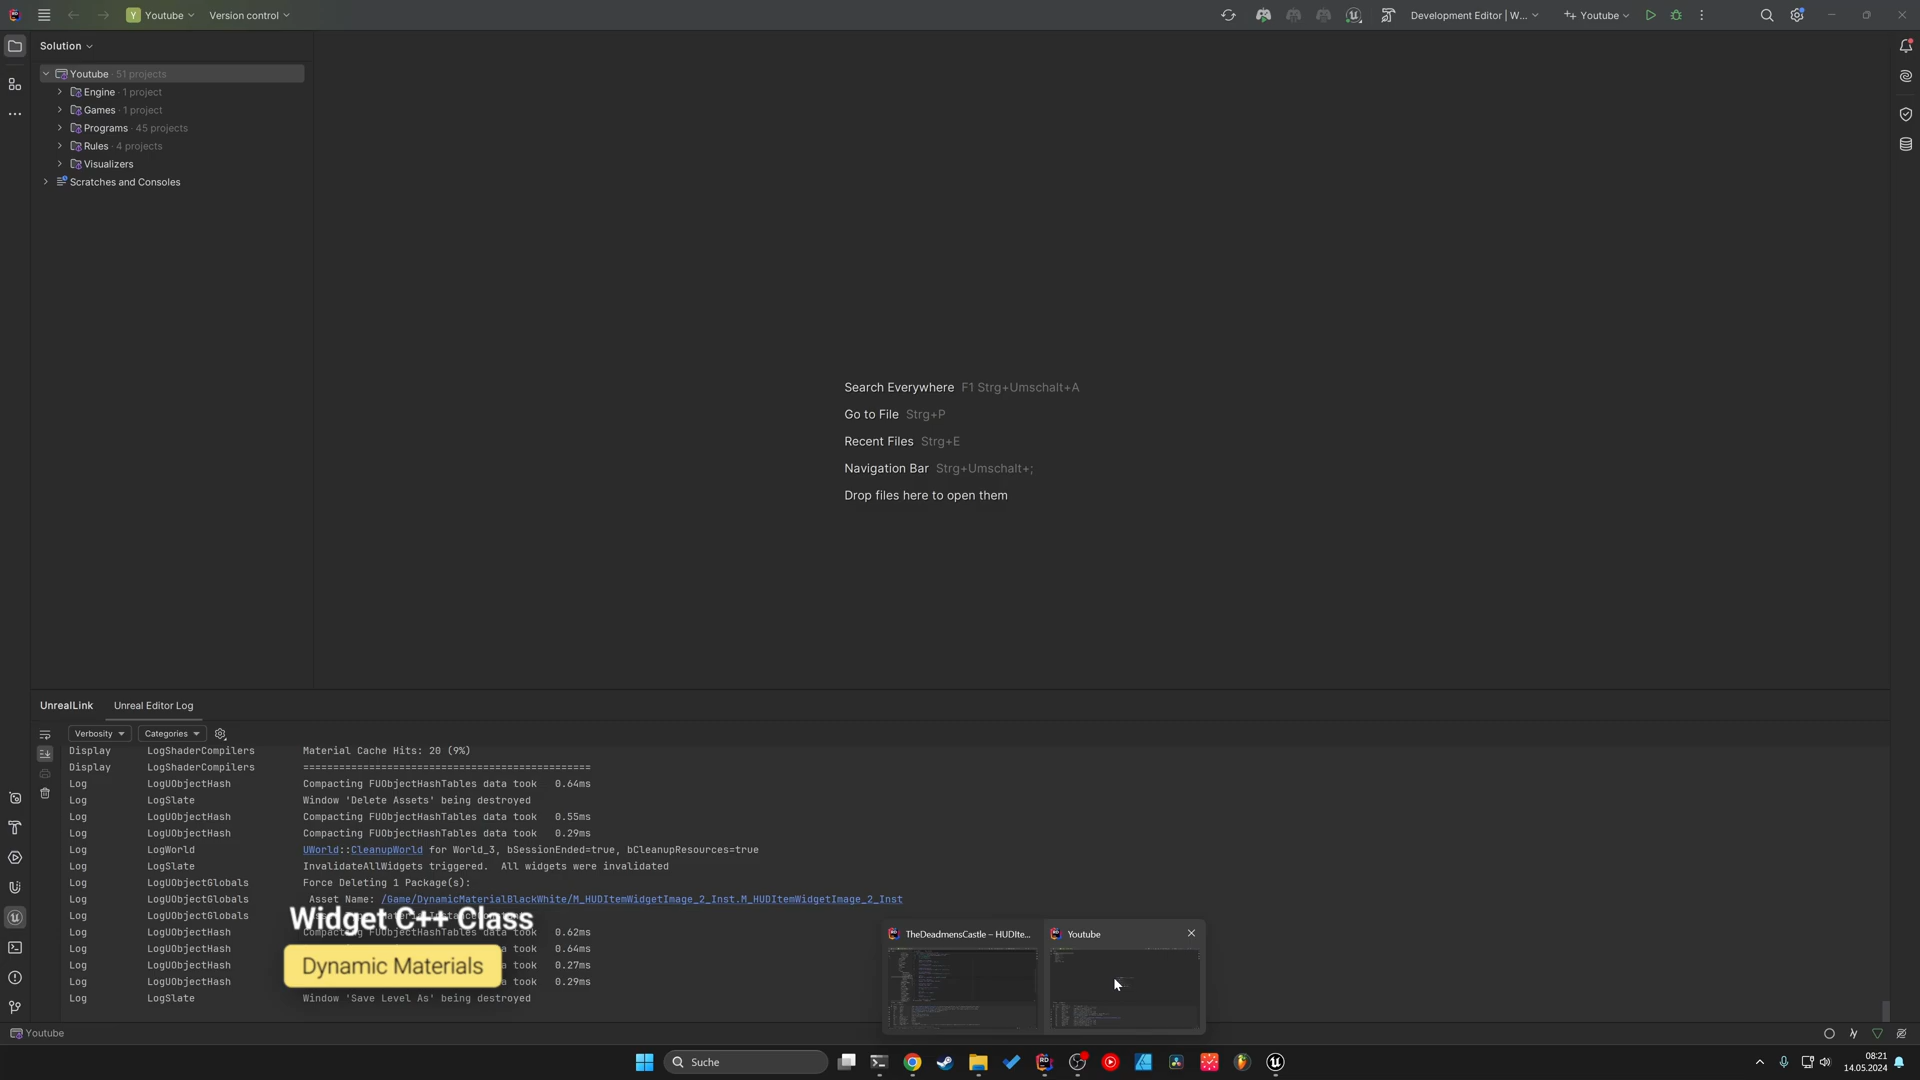 Y Youtube
Version control
Development Editor | W...
Youtube
Solution
Youtube · 51 projects
Engine · 1 project
Games · 1 project
Programs · 45 projects
Rules · 4 projects
Visualizers
Scratches and Consoles
Search Everywhere F1 Strg+Umschalt+A
Go to File Strg+P
Recent Files Strg+E
Navigation Bar Strg+Umschalt+;
Drop files here to open them
UnrealLink
Unreal Editor Log
Verbosity
Categories
Display LogShaderCompilers Material Cache Hits: 20 (9%)
Display LogShaderCompilers ===============================================
Log LogUObjectHash Compacting FUObjectHashTables data took 0.64ms
Log LogSlate Window 'Delete Assets' being destroyed
Log LogUObjectHash Compacting FUObjectHashTables data took 0.55ms
Log LogUObjectHash Compacting FUObjectHashTables data took 0.29ms
Log LogWorld UWorld::CleanupWorld for World_3, bSessionEnded=true, bCleanupResources=true
Log LogSlate InvalidateAllWidgets triggered. All widgets were invalidated
Log LogUObjectGlobals Force Deleting 1 Package(s):
Log LogUObjectGlobals Asset Name: /Game/DynamicMaterialBlackWhite/M_HUDItemWidgetImage_2_Inst.M_HUDItemWidgetImage_2_Inst
Log LogUObjectGlobals
Log LogUObjectHash took 0.62ms
Log LogUObjectHash took 0.64ms
Log LogUObjectHash took 0.27ms
Log LogUObjectHash took 0.29ms
Log LogSlate Window 'Save Level As' being destroyed
Widget C++ Class
Dynamic Materials
TheDeadmensCastle – HUDIte...
Youtube
Youtube
Suche
08:21
14.05.2024